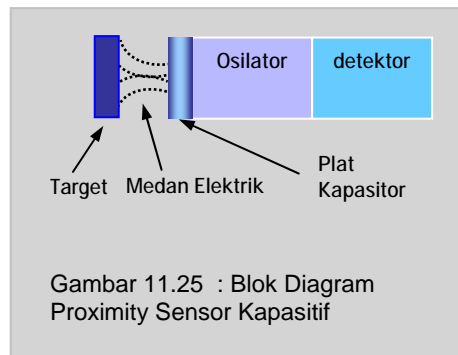 Osilator
detektor
Target
Medan Elektrik
Plat
Kapasitor
Gambar 11.25 : Blok Diagram
Proximity Sensor Kapasitif